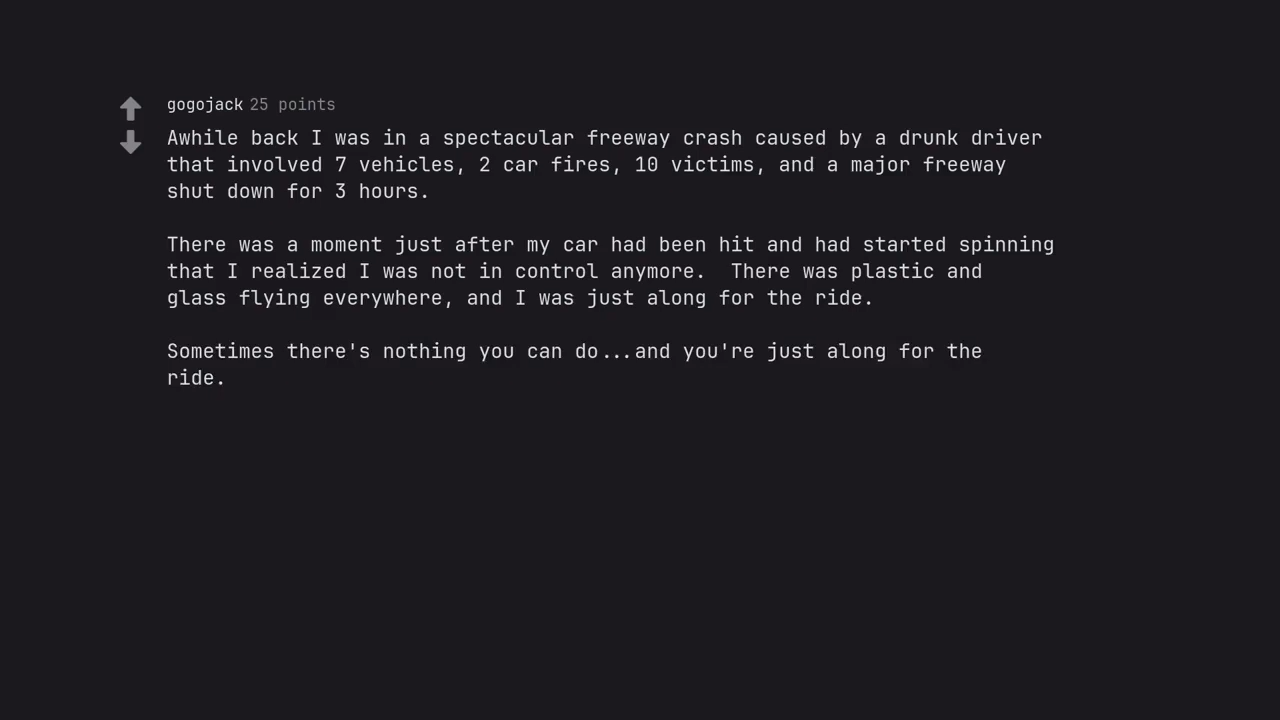 gogojack 25 points
Awhile back I was in a spectacular freeway crash caused by a drunk driver
that involved 7 vehicles, 2 car fires, 10 victims, and a major freeway
shut down for 3 hours.
There was a moment just after my car had been hit and had started spinning
that I realized I was not in control anymore.  There was plastic and
glass flying everywhere, and I was just along for the ride.
Sometimes there's nothing you can do...and you're just along for the
ride.